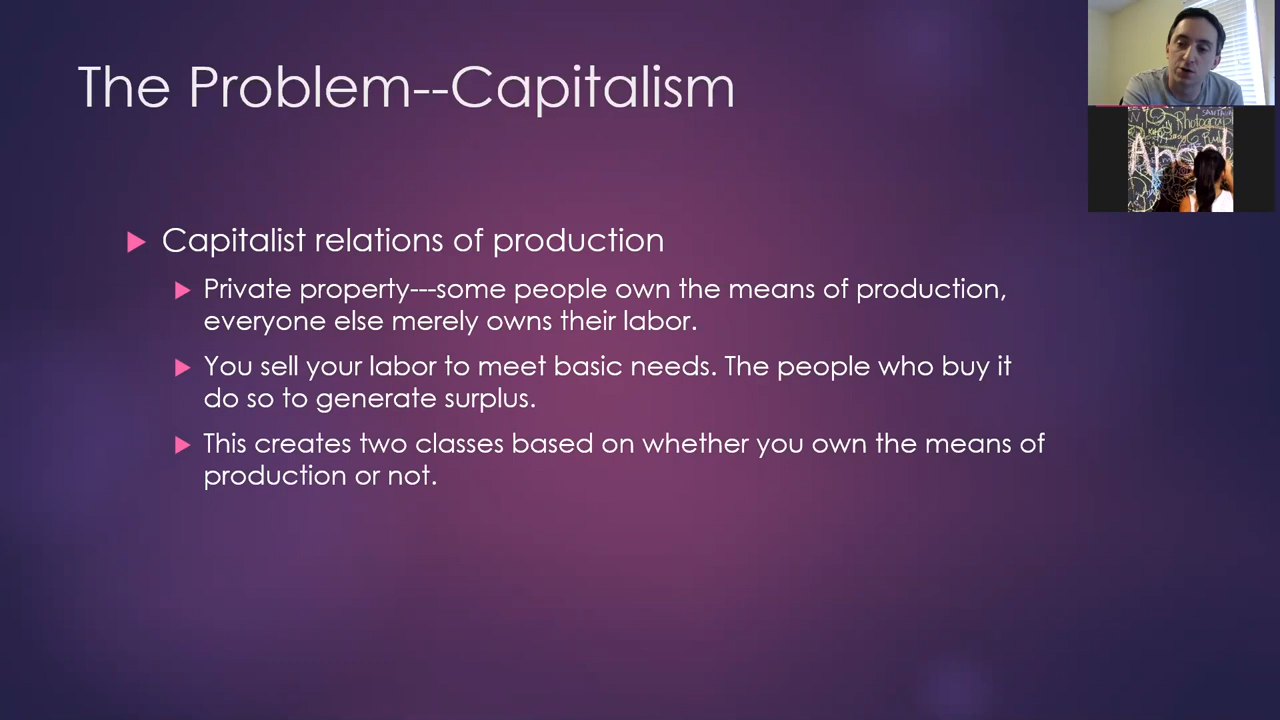 The Problem--Capitalism
Capitalist relations of production
Private property---some people own the means of production,
everyone else merely owns their labor.
You sell your labor to meet basic needs. The people who buy it
do so to generate surplus.
This creates two classes based on whether you own the means of
production or not.
Angel